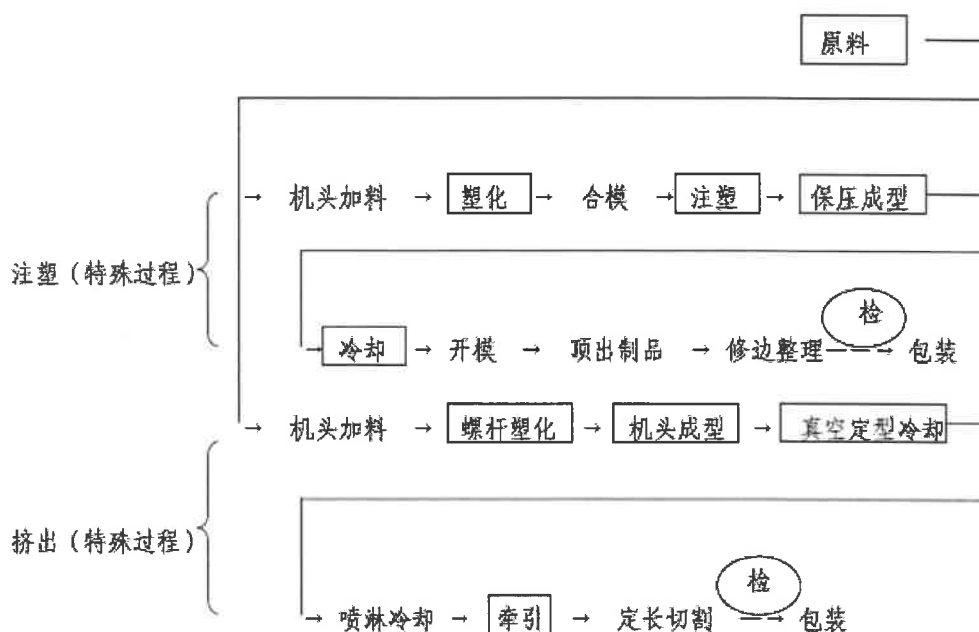 原料
→ 机头加料 → 塑化 → 合模 → 注塑 → 保压成型
注塑（特殊过程）
检
→ 冷却 → 开模 → 顶出制品 → 修边整理 → 包装
→ 机头加料 → 螺杆塑化 → 机头成型 → 真空定型冷却
挤出（特殊过程）
检
→ 喷淋冷却 → 牵引 → 定长切割 → 包装